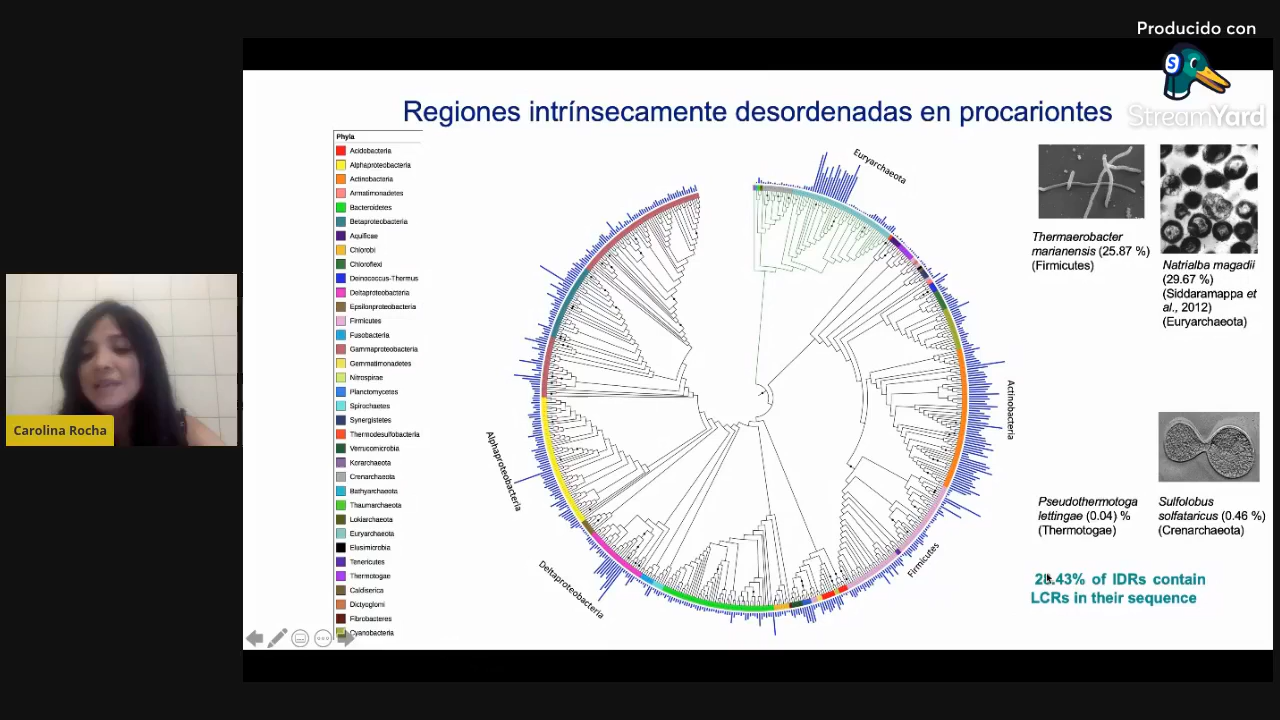 Producido con
StreamYard
Regiones intrínsecamente desordenadas en procariontes
Phyla
Acidobacteria
Alphaproteobacteria
Actinobacteria
Armatimonadetes
Bacteroidetes
Betaproteobacteria
Aquificae
Chlorobi
Chloroflexi
Deinococcus-Thermus
Deltaproteobacteria
Epsilonproteobacteria
Firmicutes
Fusobacteria
Gammaproteobacteria
Gemmatimonadetes
Nitrospirae
Planctomycetes
Spirochaetes
Synergistetes
Thermodesulfobacteria
Verrucomicrobia
Korarchaeota
Crenarchaeota
Bathyarchaeota
Thaumarchaeota
Lokiarchaeota
Euryarchaeota
Elusimicrobia
Tenericutes
Thermotogae
Caldiserica
Dictyoglomi
Fibrobacteres
Cyanobacteria
Euryarchaeota
Actinobacteria
Firmicutes
Deltaproteobacteria
Alphaproteobacteria
Thermaerobacter
marianensis (25.87 %)
(Firmicutes)
Natrialba magadii
(29.67 %)
(Siddaramappa et
al., 2012)
(Euryarchaeota)
Pseudothermotoga
lettingae (0.04) %
(Thermotogae)
Sulfolobus
solfataricus (0.46 %)
(Crenarchaeota)
of IDRs contain
LCRs in their sequence
Carolina Rocha